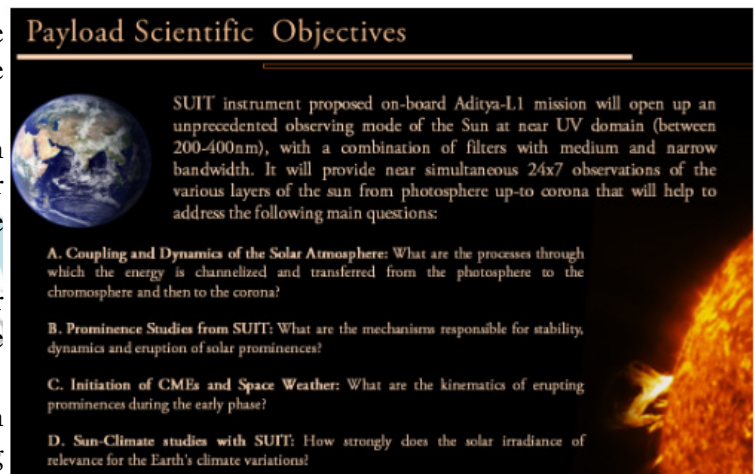 Payload Scientific Objectives
SUIT instrument proposed on-board Aditya-L1 mission will open up an
unprecedented observing mode of the Sun at near UV domain (between
200-400nm), with a combination of filters with medium and narrow
bandwidth. It will provide near simultaneous 24x7 observations of the
various layers of the sun from photosphere up-to corona that will help to
address the following main questions:
A. Coupling and Dynamics of the Solar Atmosphere: What are the processes through
which the energy is channelized and transferred from the photosphere to the
chromosphere and then to the corona?
B. Prominence Studies from SUIT: What are the mechanisms responsible for stability,
dynamics and eruption of solar prominences?
C. Initiation of CMEs and Space Weather: What are the kinematics of erupting
prominences during the early phase?
D. Sun-Climate studies with SUIT: How strongly does the solar irradiance of
relevance for the Earth's climate variations?